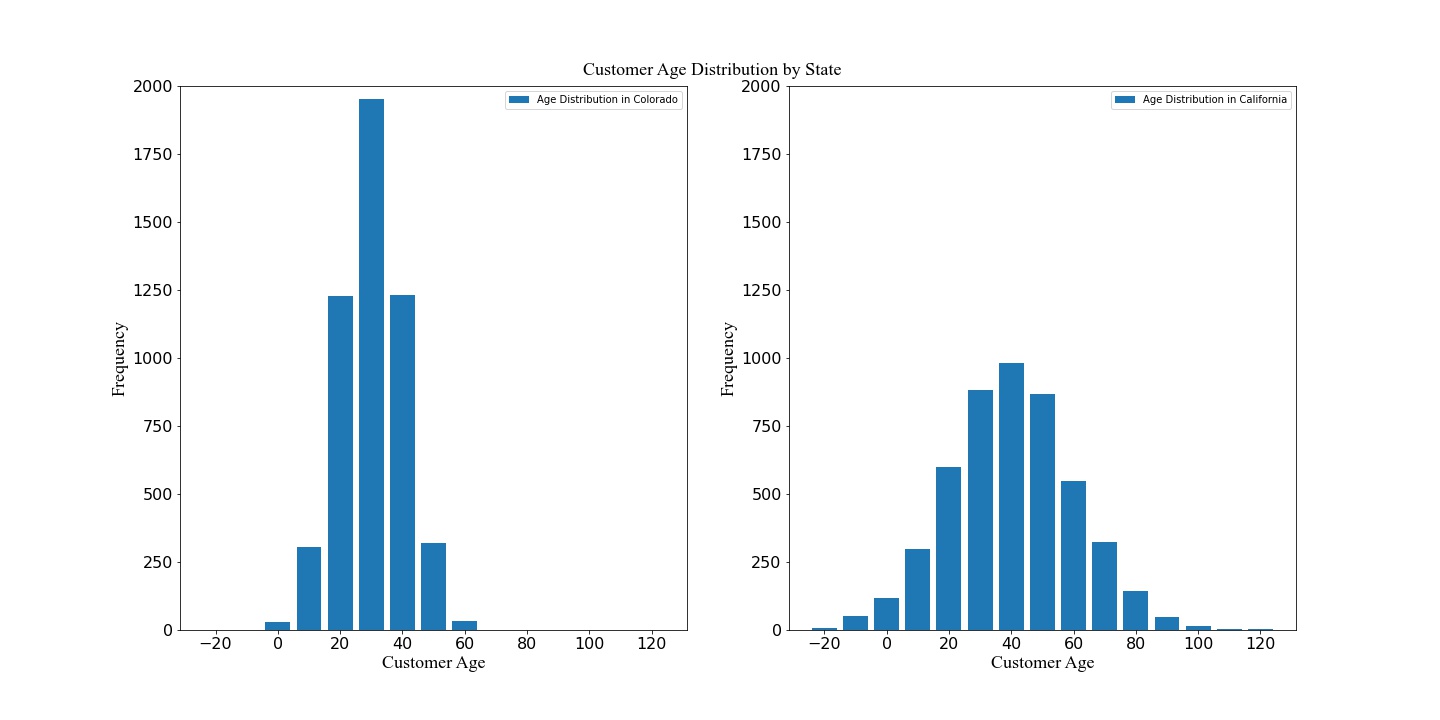 Customer Age Distribution by State
2000
1750
1500
1250
1000
750
500
250
0
Frequency
Age Distribution in Colorado
−20 0 20 40 60 80 100 120
Customer Age
2000
1750
1500
1250
1000
750
500
250
0
Frequency
Age Distribution in California
−20 0 20 40 60 80 100 120
Customer Age